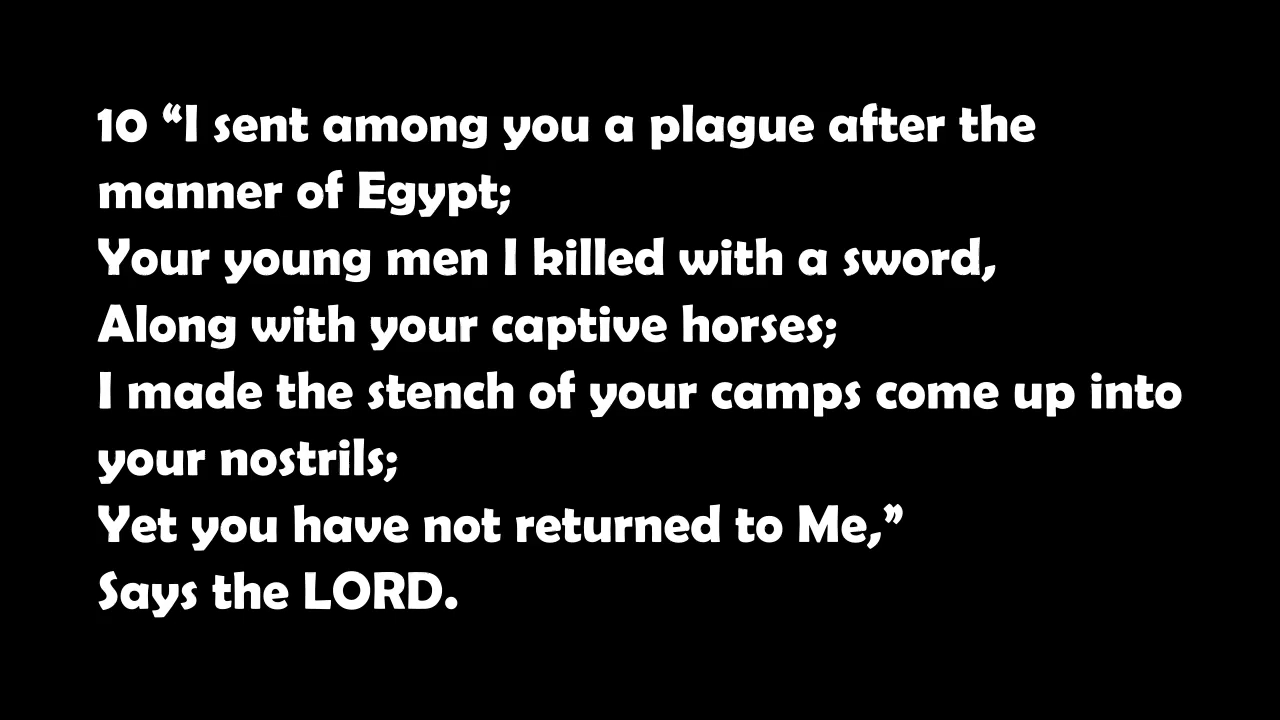 10 “I sent among you a plague after the
manner of Egypt;
Your young men I killed with a sword,
Along with your captive horses;
I made the stench of your camps come up into
your nostrils;
Yet you have not returned to Me,”
Says the LORD.